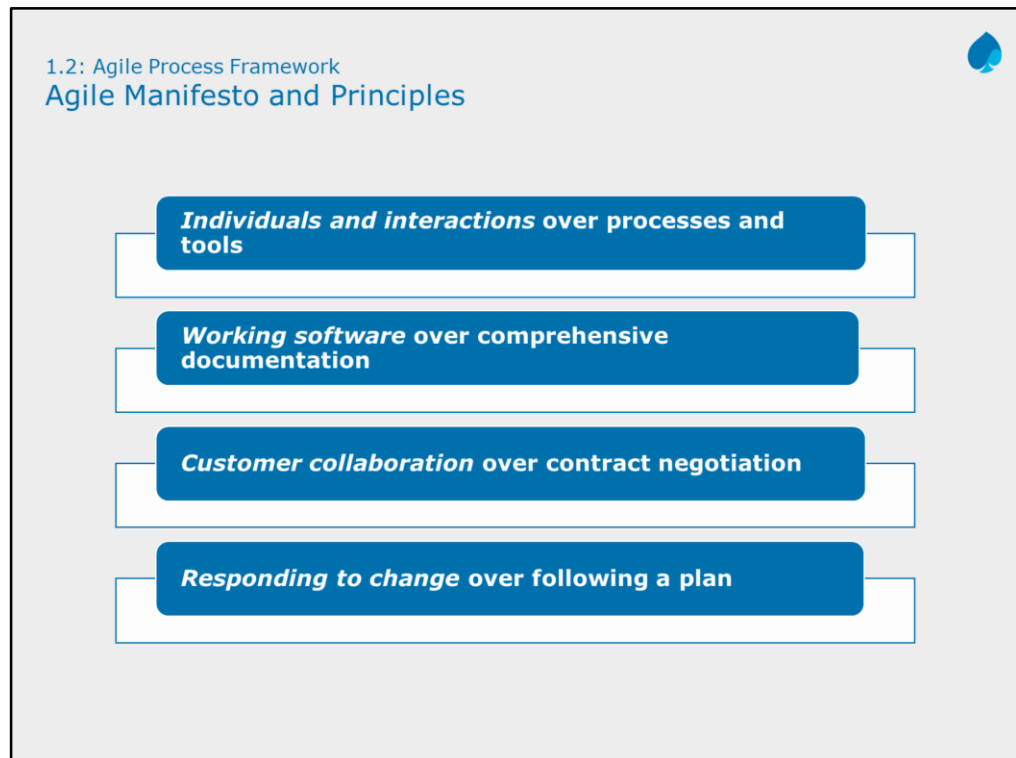 1.2: Agile Process Framework
Agile Manifesto and Principles
Individuals and interactions over processes and
tools
Working software over comprehensive
documentation
Customer collaboration over contract negotiation
Responding to change over following a plan